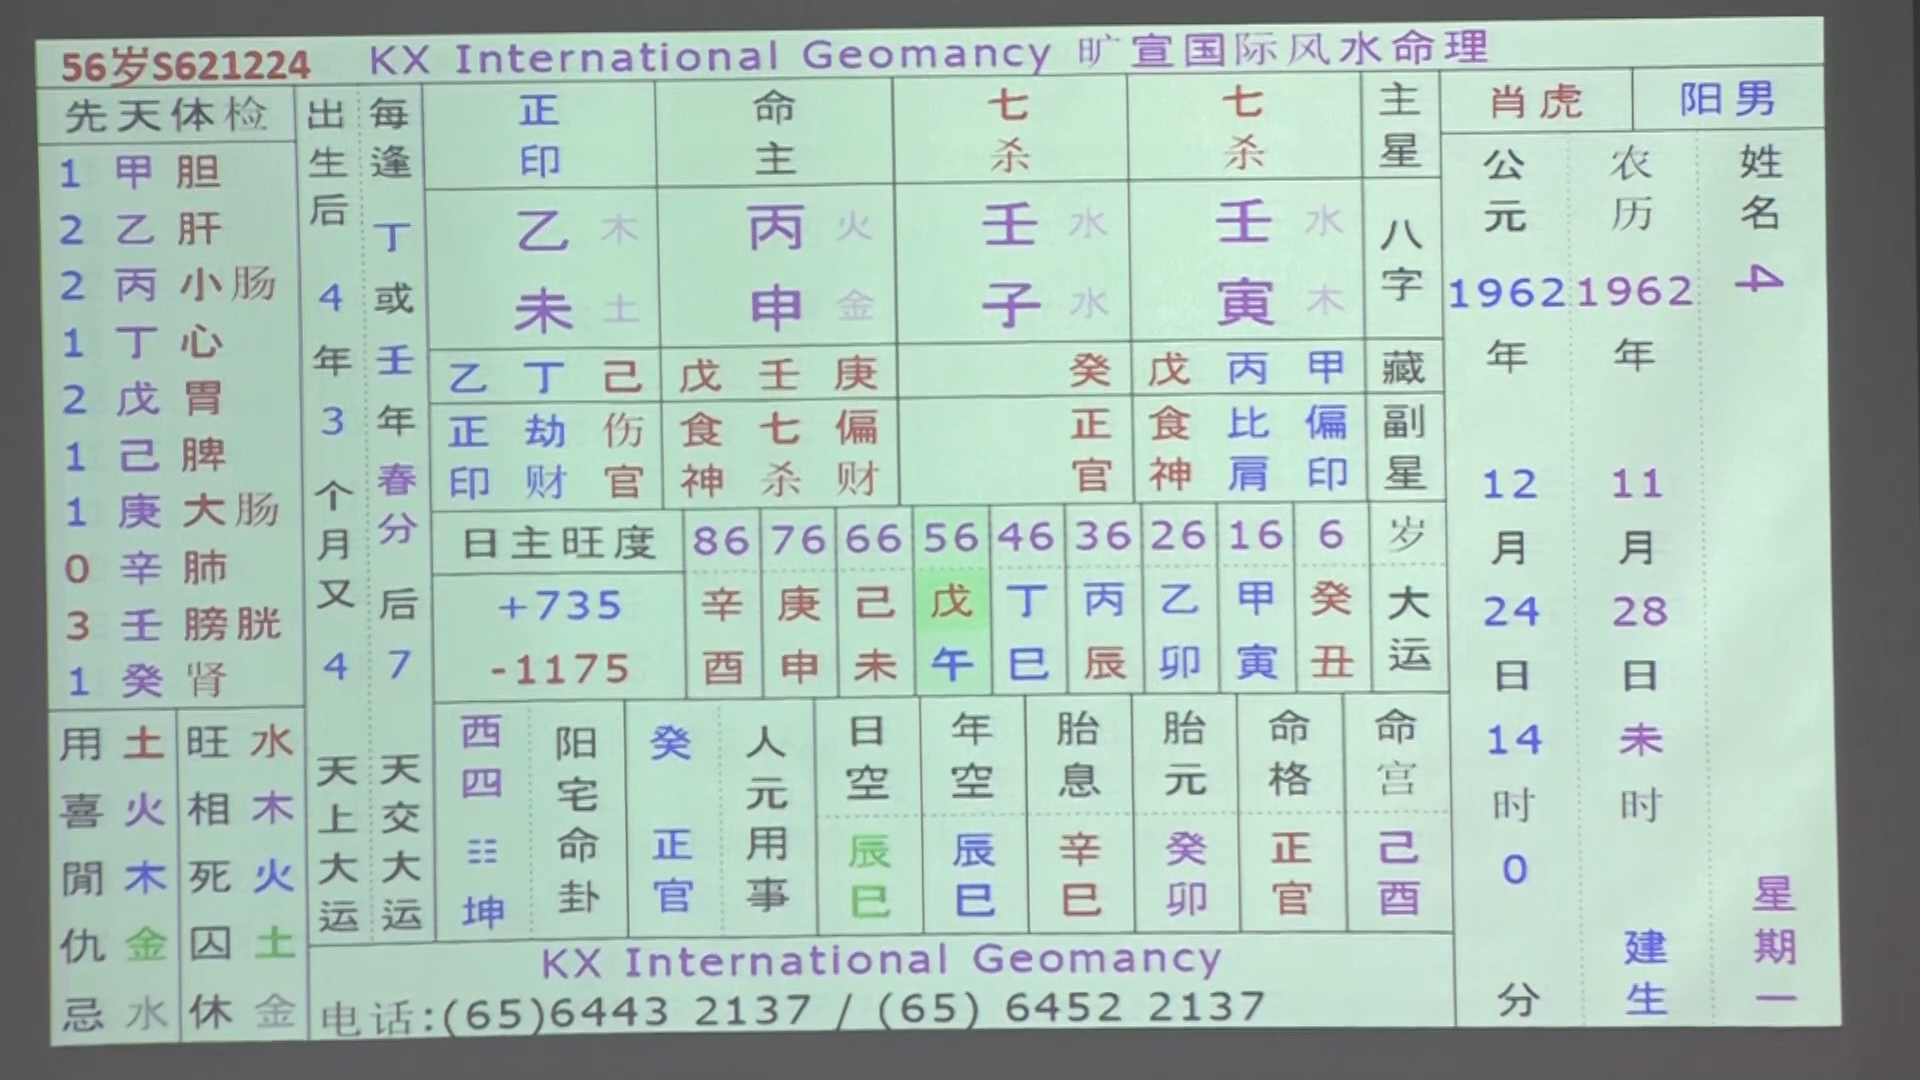 56岁S621224 KX International Geomancy 旷宣国际风水命理
先天体检
1 甲 胆
2 乙 肝
2 丙 小肠
1 丁 心
2 戊 胃
1 己 脾
1 庚 大肠
0 辛 肺
3 壬 膀胱
1 癸 肾
用 土 旺 水
喜 火 相 木
閒 木 死 火
仇 金 囚 土
忌 水 休 金
出生后 4 年 3 个月又 4 天上大运
每逢丁或壬年春分后 7 天交大运
正印 命主 七杀 七杀 主星
乙 木 丙 火 壬 水 壬 水 八字
未 土 申 金 子 水 寅 木
乙 丁 己 戊 壬 庚 癸 戊 丙 甲 藏
正印 劫财 伤官 食神 七杀 偏财 正官 食神 比肩 偏印 副星
日主旺度 86 76 66 56 46 36 26 16 6 岁
+735 辛 庚 己 戊 丁 丙 乙 甲 癸 大运
-1175 酉 申 未 午 巳 辰 卯 寅 丑
西四 ☷ 坤 阳宅命卦 癸 正官 人元用事 日空 年空 胎息 胎元 命格 命宫
辰巳 辰巳 辛巳 癸卯 正官 己酉
KX International Geomancy
电话:(65)6443 2137 / (65) 6452 2137
肖虎 阳男
公元 1962 年 12 月 24 日 14 时 0 分
农历 1962 年 11 月 28 日 未 时 建生
姓名 4 星期一